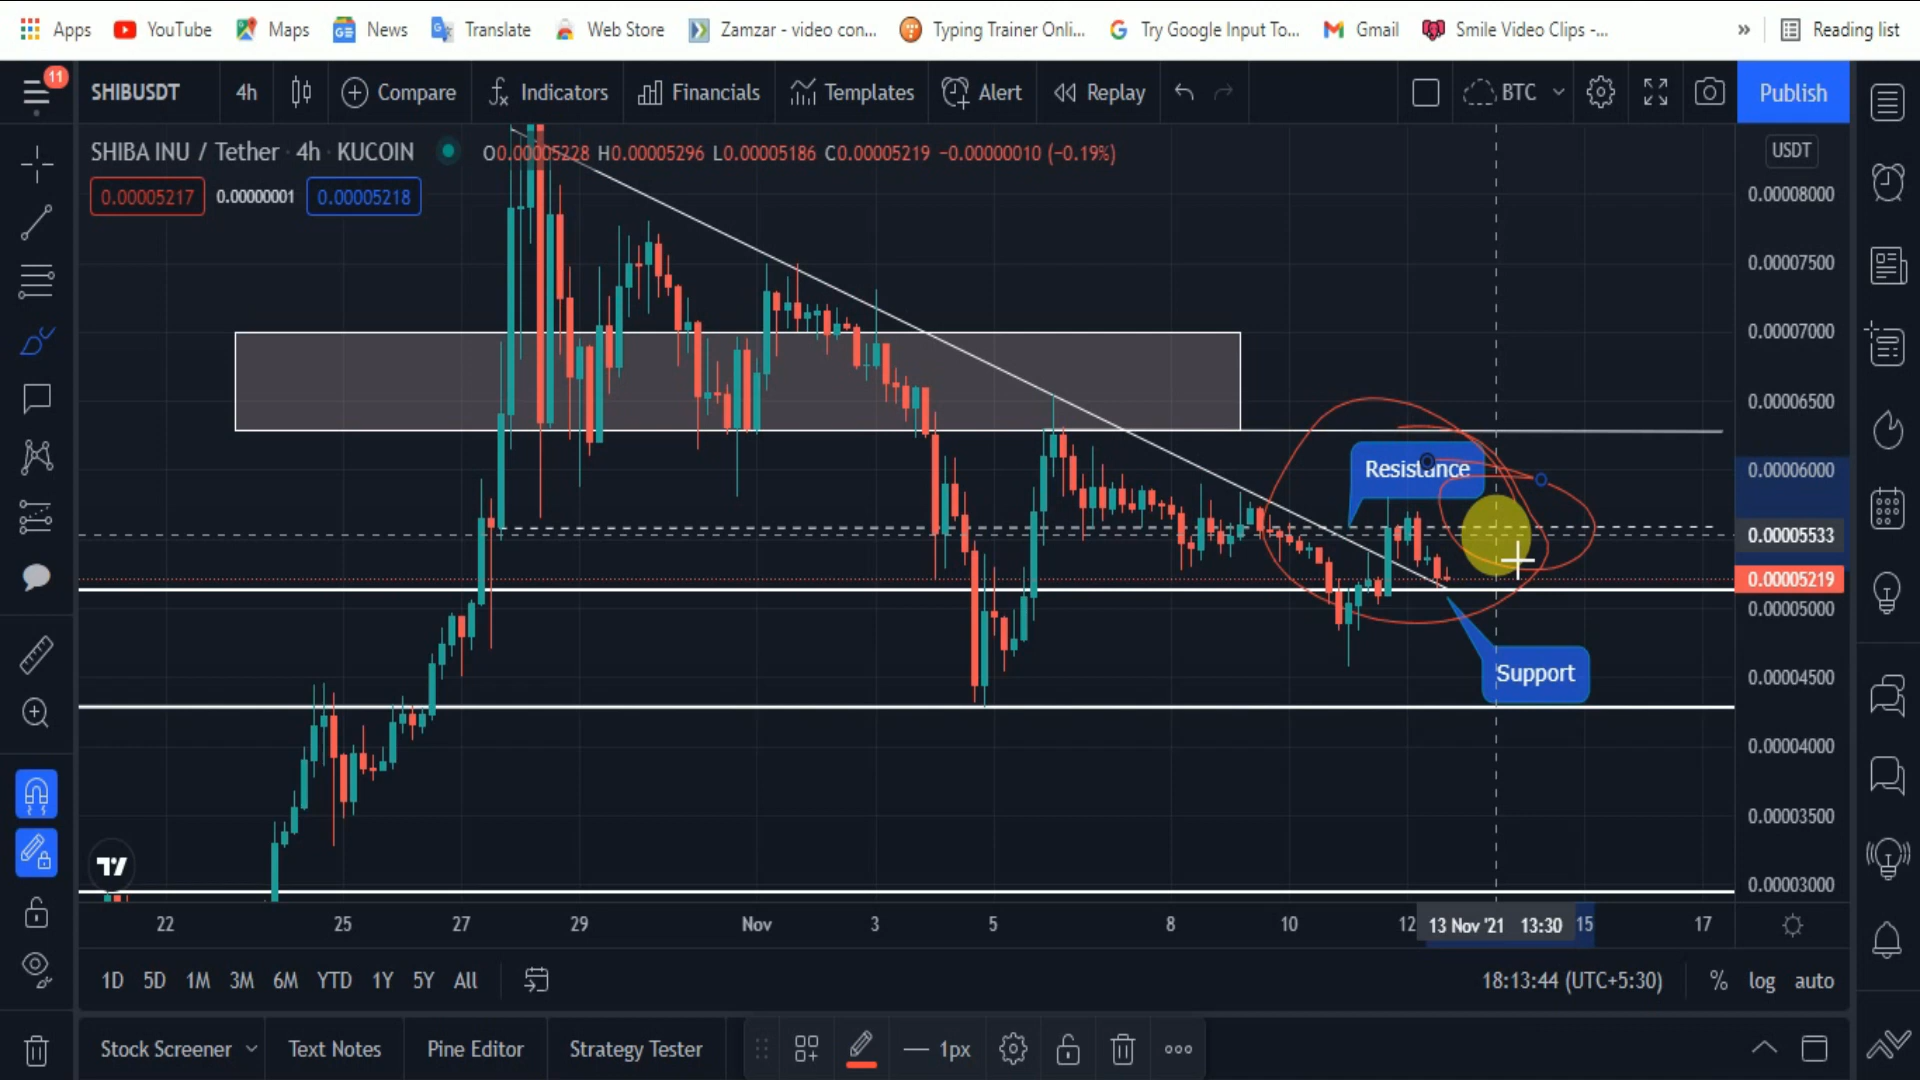 Apps YouTube Maps News Translate Web Store Zamzar - video con... Typing Trainer Onli... Try Google Input To... Gmail Smile Video Clips -... » Reading list
11
SHIBUSDT 4h Compare Indicators Financials Templates Alert Replay BTC Publish
SHIBA INU / Tether · 4h · KUCOIN O0.00005228 H0.00005296 L0.00005186 C0.00005219 −0.00000010 (−0.19%)
USDT
0.00005217 0.00000001 0.00005218
0.00008000
0.00007500
0.00007000
0.00006500
Resistance
0.00006000
0.00005533
0.00005219
0.00005000
Support
0.00004500
0.00004000
0.00003500
0.00003000
22 25 27 29 Nov 3 5 8 10 12 13 Nov '21 13:30 15 17
1D 5D 1M 3M 6M YTD 1Y 5Y All 18:13:44 (UTC+5:30) % log auto
Stock Screener Text Notes Pine Editor Strategy Tester 1px